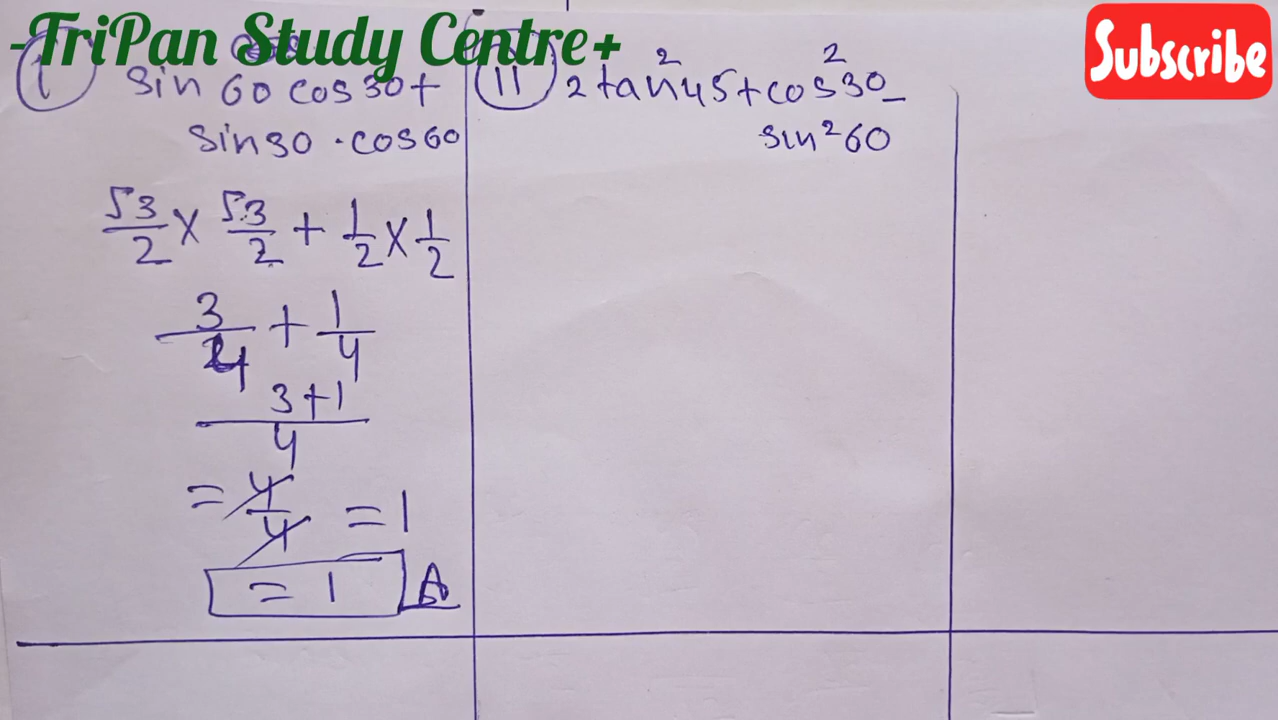 -TriPan Study Centre+
Subscribe
(I) sin 60 cos 30 +
sin 30 · cos 60
√3/2 × √3/2 + 1/2 × 1/2
3/4 + 1/4
3+1/4
= 4/4 = 1
= 1 A
(II) 2 tan²45 + cos²30 -
sin²60